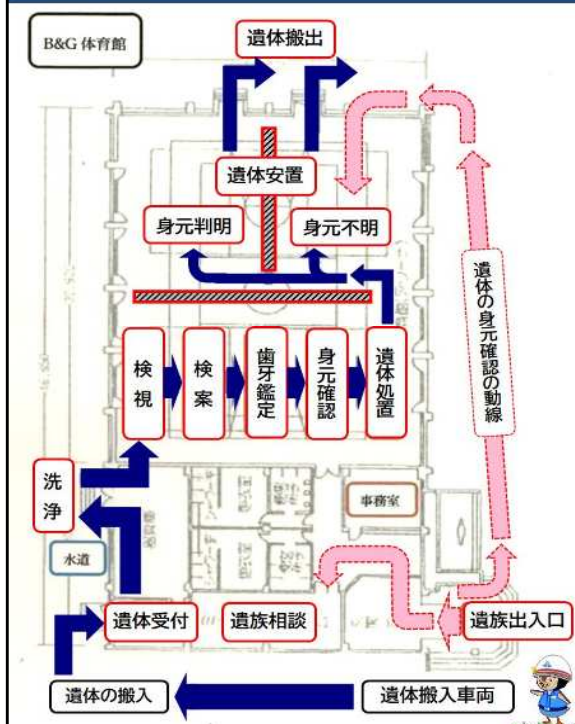 B&G 体育館
遺体搬出
遺体安置
身元判明
身元不明
検視
検案
歯牙鑑定
身元確認
遺体処置
遺体の身元確認の動線
洗浄
水道
事務室
遺体受付
遺族相談
遺族出入口
遺体の搬入
遺体搬入車両